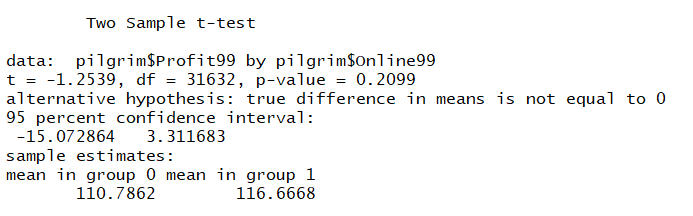 Two Sample t-test
data: pilgrim$Profit99 by pilgrim$Online99
t = -1.2539, df = 31632, p-value = 0.2099
alternative hypothesis: true difference in means is not equal to 0
95 percent confidence interval:
-15.072864 3.311683
sample estimates:
mean in group 0 mean in group 1
110.7862 116.6668